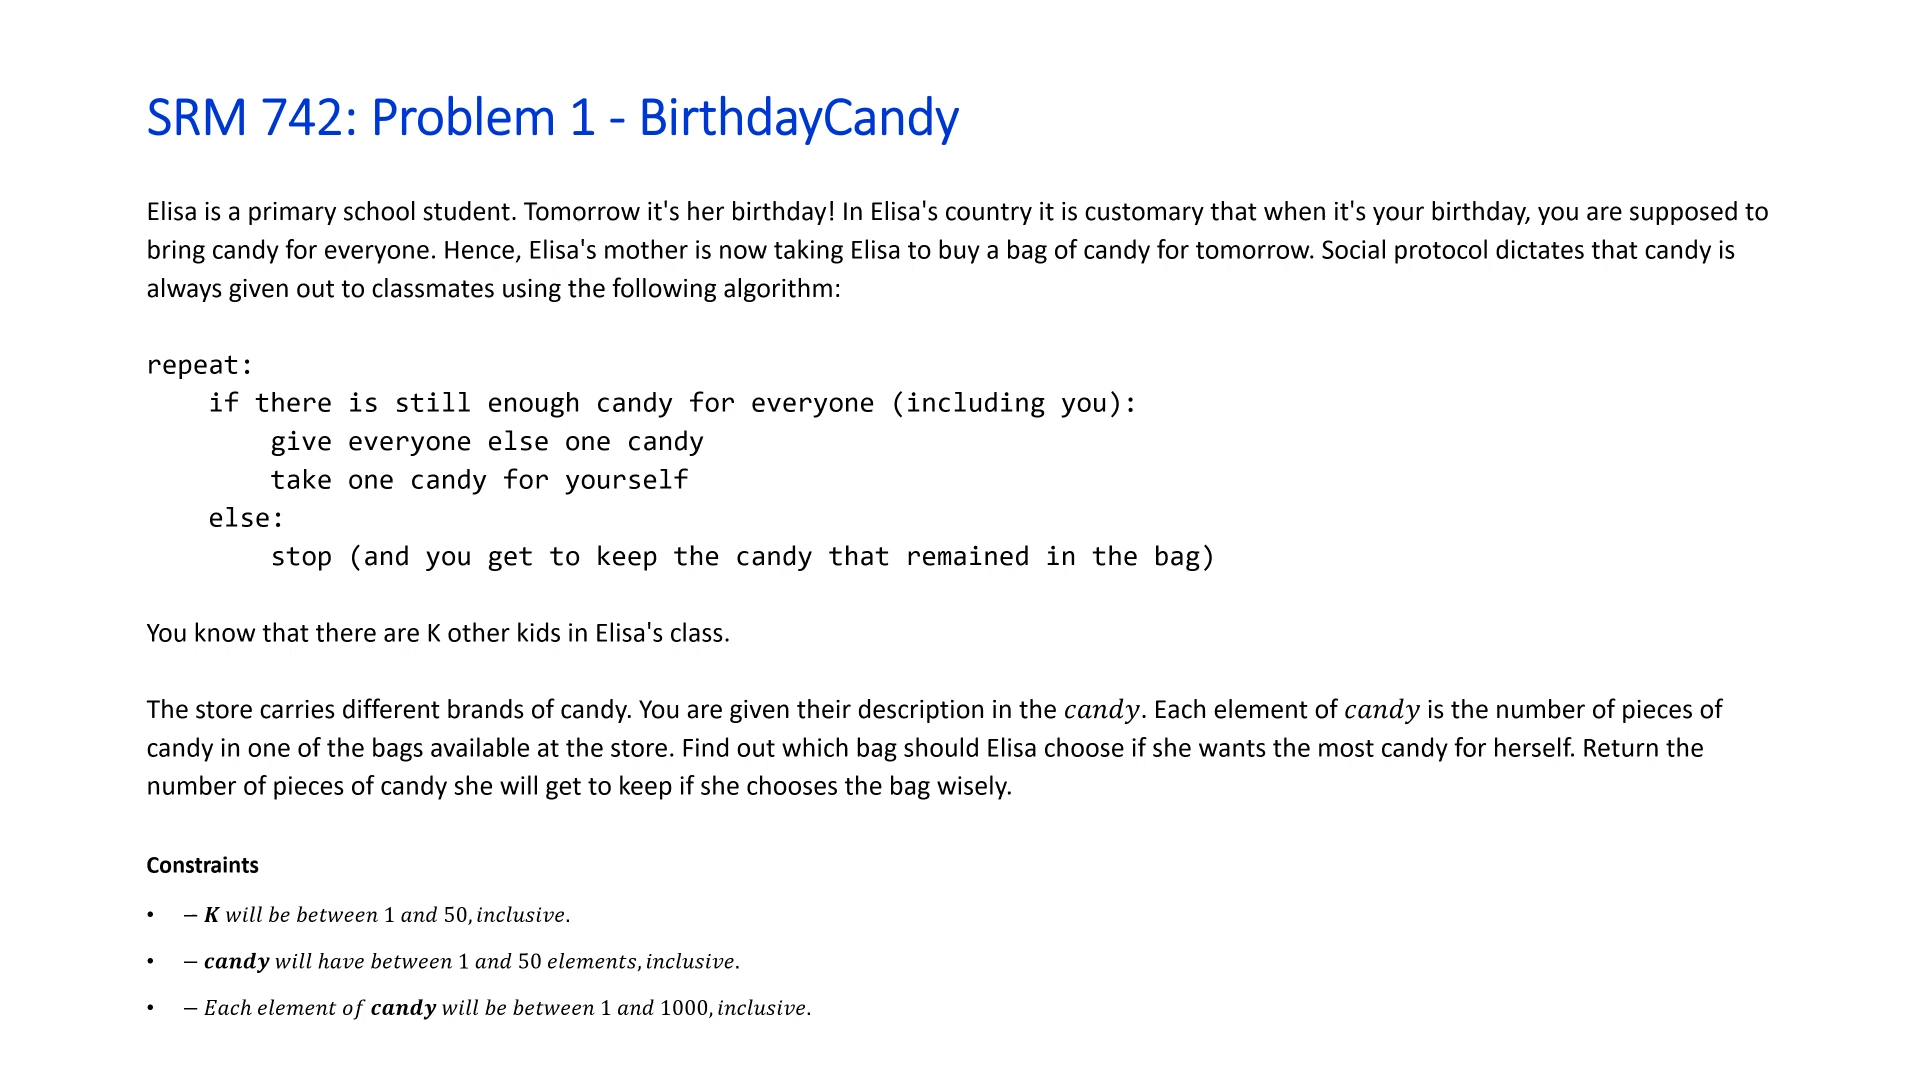 SRM 742: Problem 1 - BirthdayCandy
Elisa is a primary school student. Tomorrow it's her birthday! In Elisa's country it is customary that when it's your birthday, you are supposed to
bring candy for everyone. Hence, Elisa's mother is now taking Elisa to buy a bag of candy for tomorrow. Social protocol dictates that candy is
always given out to classmates using the following algorithm:
repeat:
    if there is still enough candy for everyone (including you):
        give everyone else one candy
        take one candy for yourself
    else:
        stop (and you get to keep the candy that remained in the bag)
You know that there are K other kids in Elisa's class.
The store carries different brands of candy. You are given their description in the candy. Each element of candy is the number of pieces of
candy in one of the bags available at the store. Find out which bag should Elisa choose if she wants the most candy for herself. Return the
number of pieces of candy she will get to keep if she chooses the bag wisely.
Constraints
• – K will be between 1 and 50, inclusive.
• – candy will have between 1 and 50 elements, inclusive.
• – Each element of candy will be between 1 and 1000, inclusive.